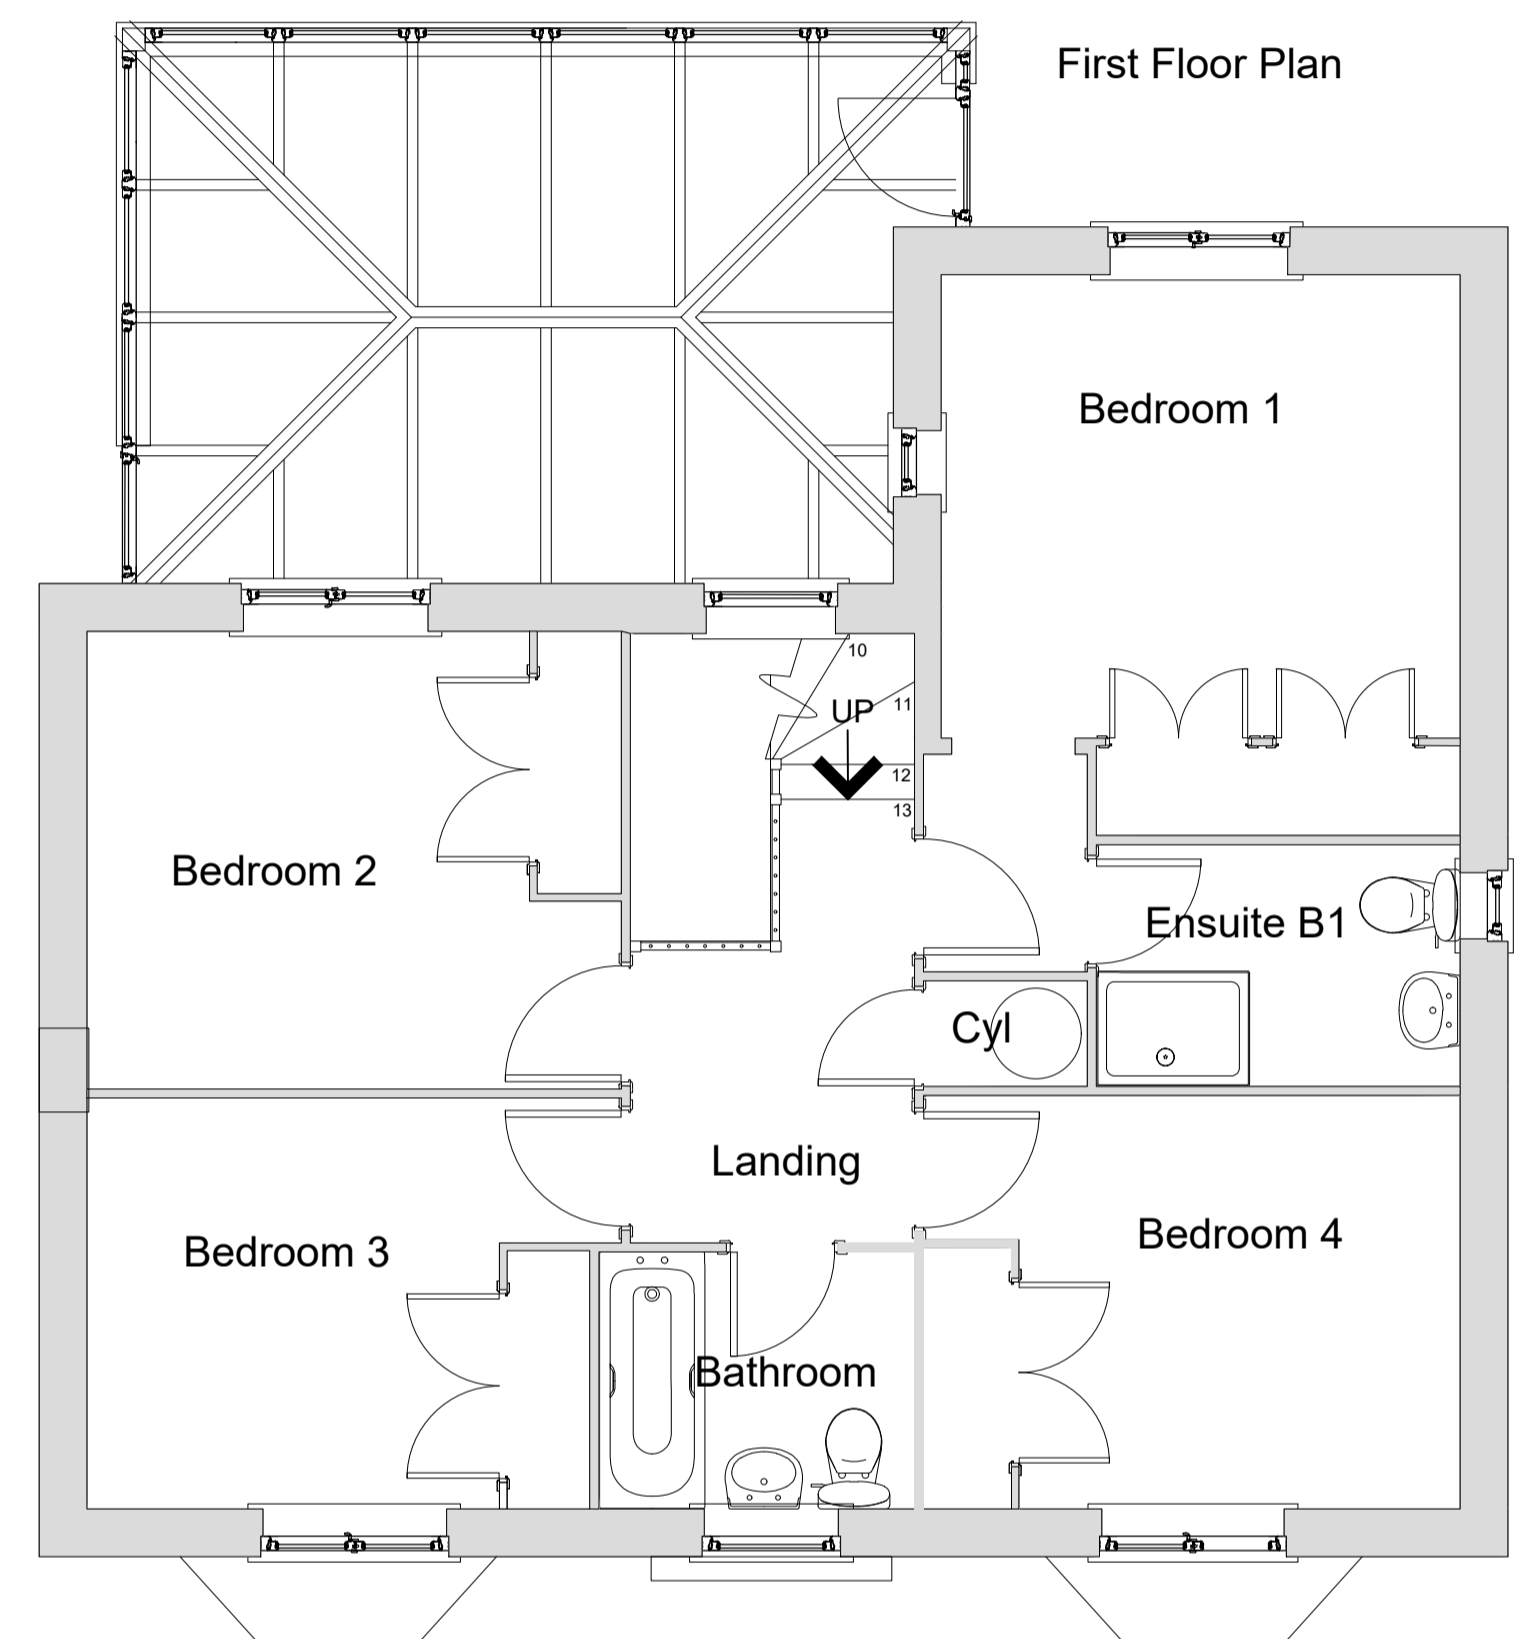 First Floor Plan
Bedroom 1
10
11
UP
12
13
Bedroom 2
Ensuite B1
Cyl
Landing
Bedroom 3
Bedroom 4
Bathroom